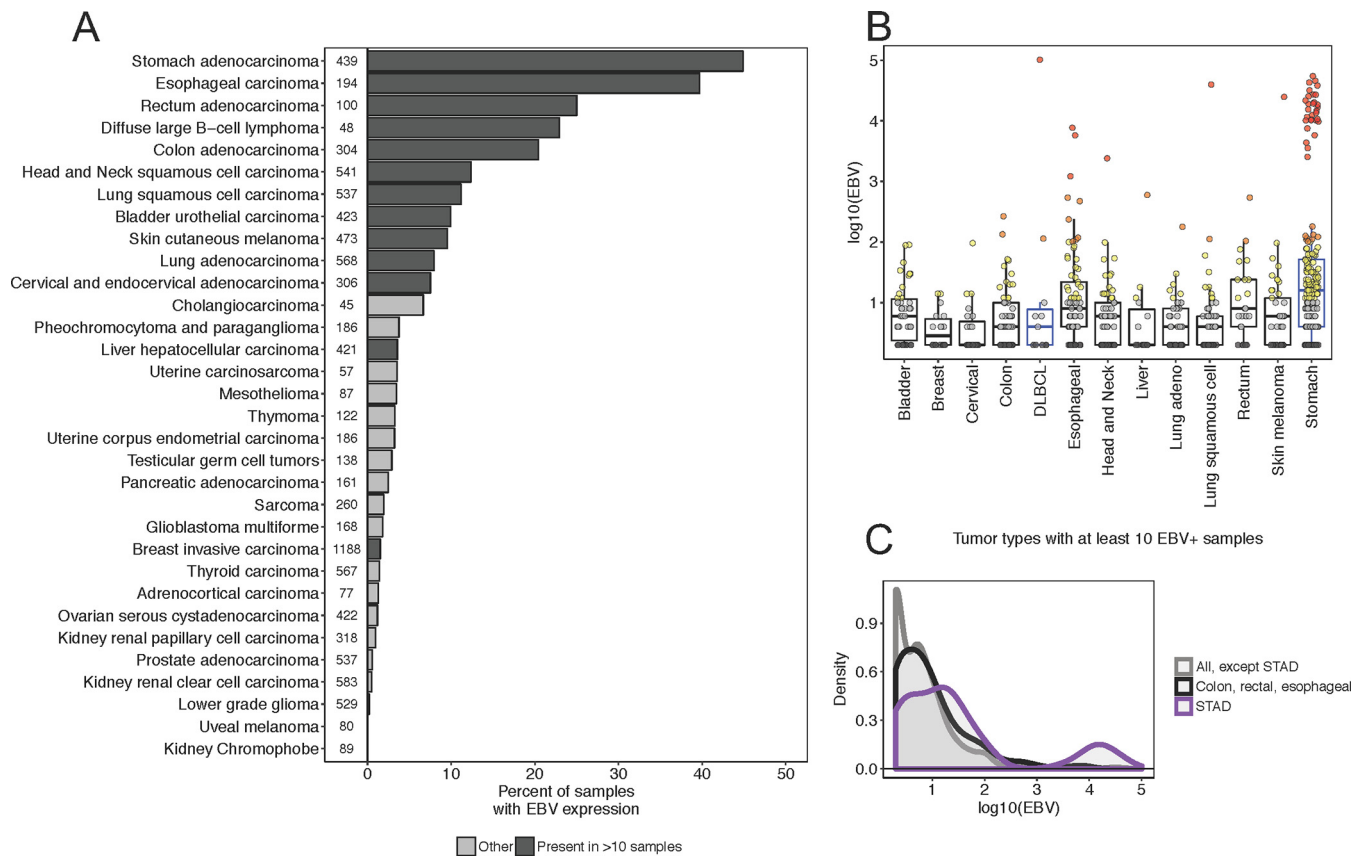 A
Stomach adenocarcinoma 439
Esophageal carcinoma 194
Rectum adenocarcinoma 100
Diffuse large B−cell lymphoma 48
Colon adenocarcinoma 304
Head and Neck squamous cell carcinoma 541
Lung squamous cell carcinoma 537
Bladder urothelial carcinoma 423
Skin cutaneous melanoma 473
Lung adenocarcinoma 568
Cervical and endocervical adenocarcinoma 306
Cholangiocarcinoma 45
Pheochromocytoma and paraganglioma 186
Liver hepatocellular carcinoma 421
Uterine carcinosarcoma 57
Mesothelioma 87
Thymoma 122
Uterine corpus endometrial carcinoma 186
Testicular germ cell tumors 138
Pancreatic adenocarcinoma 161
Sarcoma 260
Glioblastoma multiforme 168
Breast invasive carcinoma 1188
Thyroid carcinoma 567
Adrenocortical carcinoma 77
Ovarian serous cystadenocarcinoma 422
Kidney renal papillary cell carcinoma 318
Prostate adenocarcinoma 537
Kidney renal clear cell carcinoma 583
Lower grade glioma 529
Uveal melanoma 80
Kidney Chromophobe 89
0 10 20 30 40 50
Percent of samples
with EBV expression
Other Present in >10 samples
B
log10(EBV)
5
4
3
2
1
Bladder
Breast
Cervical
Colon
DLBCL
Esophageal
Head and Neck
Liver
Lung adeno
Lung squamous cell
Rectum
Skin melanoma
Stomach
C
Tumor types with at least 10 EBV+ samples
Density
0.9
0.6
0.3
0.0
1 2 3 4 5
log10(EBV)
All, except STAD
Colon, rectal, esophageal
STAD